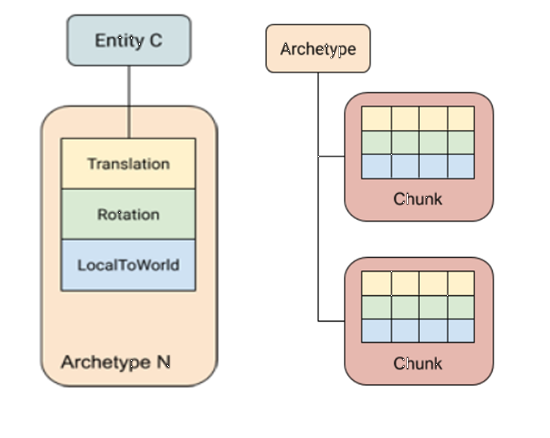 Entity C
Translation
Rotation
LocalToWorld
Archetype N
Archetype
Chunk
Chunk